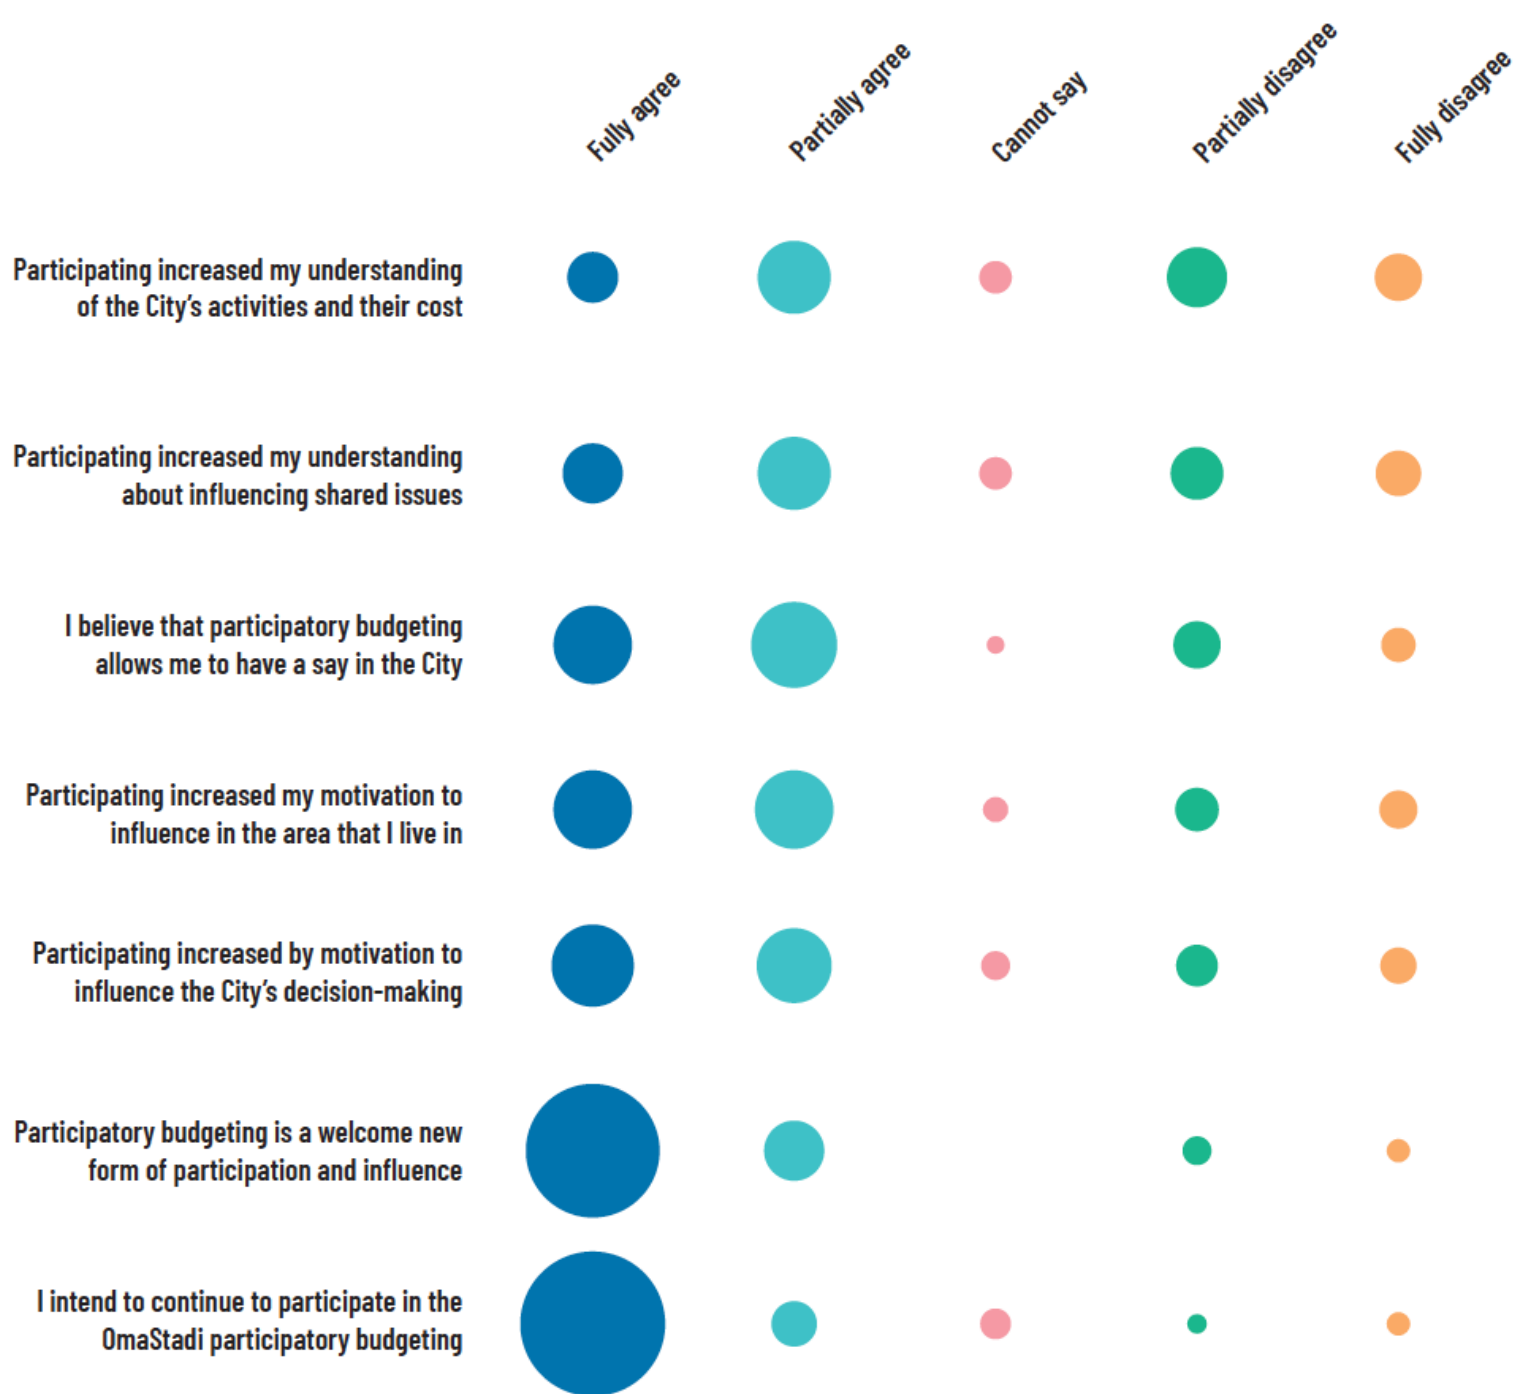 Fully agree
Partially agree
Cannot say
Partially disagree
Fully disagree
Participating increased my understanding
of the City's activities and their cost
Participating increased my understanding
about influencing shared issues
I believe that participatory budgeting
allows me to have a say in the City
Participating increased my motivation to
influence in the area that I live in
Participating increased by motivation to
influence the City's decision-making
Participatory budgeting is a welcome new
form of participation and influence
I intend to continue to participate in the
OmaStadi participatory budgeting